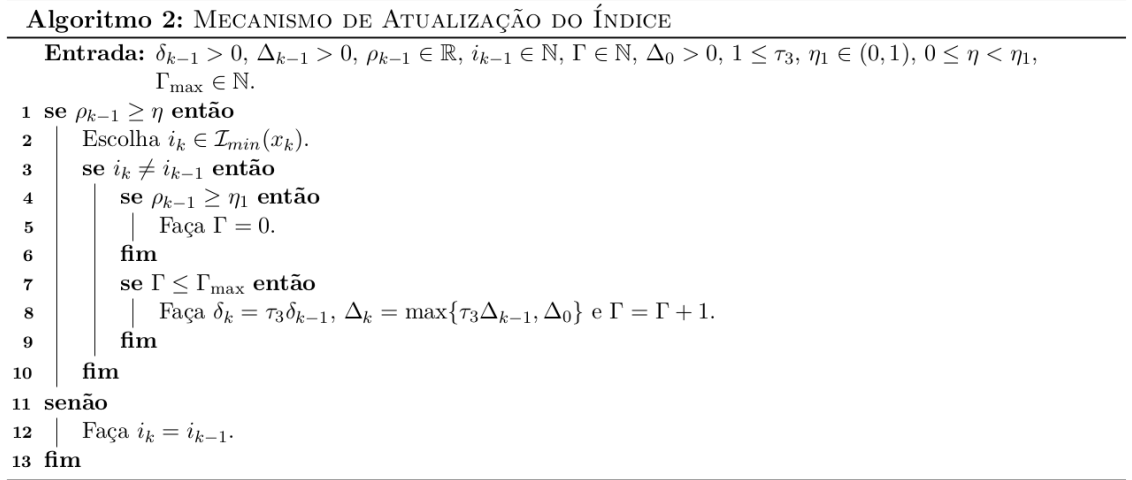 Algoritmo 2: Mecanismo de Atualização do Índice
Entrada: δ_{k−1} > 0, Δ_{k−1} > 0, ρ_{k−1} ∈ ℝ, i_{k−1} ∈ ℕ, Γ ∈ ℕ, Δ_0 > 0, 1 ≤ τ_3, η_1 ∈ (0, 1), 0 ≤ η < η_1,
Γ_max ∈ ℕ.
1 se ρ_{k−1} ≥ η então
2 Escolha i_k ∈ 𝓘_{min}(x_k).
3 se i_k ≠ i_{k−1} então
4 se ρ_{k−1} ≥ η_1 então
5 Faça Γ = 0.
6 fim
7 se Γ ≤ Γ_max então
8 Faça δ_k = τ_3δ_{k−1}, Δ_k = max{τ_3Δ_{k−1}, Δ_0} e Γ = Γ + 1.
9 fim
10 fim
11 senão
12 Faça i_k = i_{k−1}.
13 fim